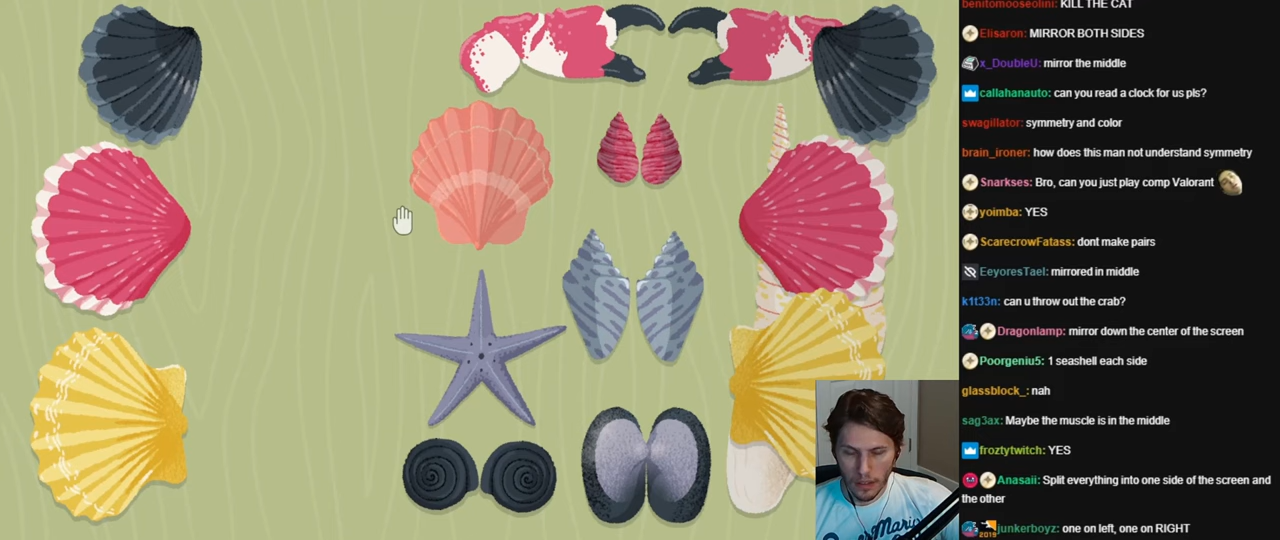 benitomooseolini: KILL THE CAT
Elisaron: MIRROR BOTH SIDES
x_DoubleU: mirror the middle
callahanauto: can you read a clock for us pls?
swagillator: symmetry and color
brain_ironer: how does this man not understand symmetry
Snarkses: Bro, can you just play comp Valorant
yoimba: YES
ScarecrowFatass: dont make pairs
EeyoresTael: mirrored in middle
k1t33n: can u throw out the crab?
Dragonlamp: mirror down the center of the screen
Poorgeniu5: 1 seashell each side
glassblock_: nah
sag3ax: Maybe the muscle is in the middle
froztytwitch: YES
Anasaii: Split everything into one side of the screen and
the other
junkerboyz: one on left, one on RIGHT